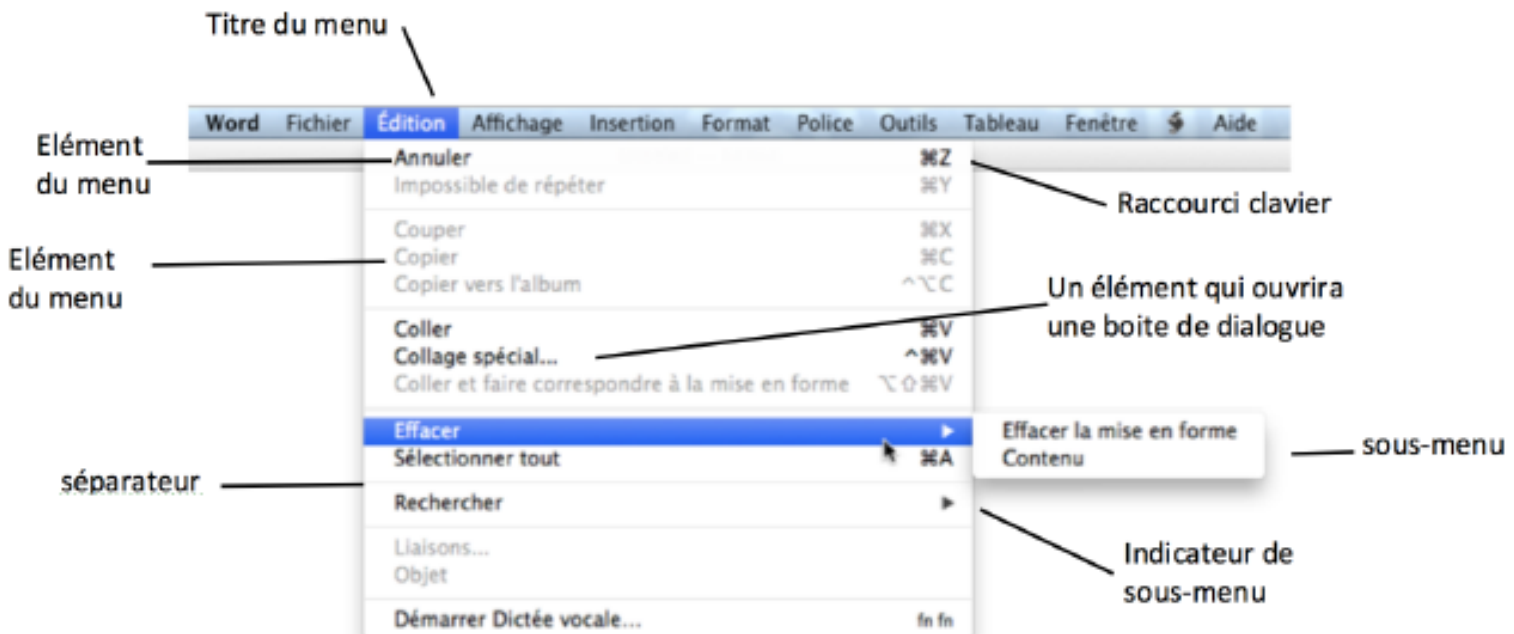 Titre du menu
Word Fichier Édition Affichage Insertion Format Police Outils Tableau Fenêtre Aide
Elément
du menu
Annuler ⌘Z
Impossible de répéter ⌘Y
Raccourci clavier
Couper ⌘X
Elément
du menu
Copier ⌘C
Copier vers l'album ^⌥C
Un élément qui ouvrira
une boite de dialogue
Coller ⌘V
Collage spécial... ^⌘V
Coller et faire correspondre à la mise en forme ⌥⇧⌘V
Effacer ▶
Effacer la mise en forme
Contenu
sous-menu
Sélectionner tout ⌘A
séparateur
Rechercher ▶
Indicateur de
sous-menu
Liaisons...
Objet
Démarrer Dictée vocale... fn fn